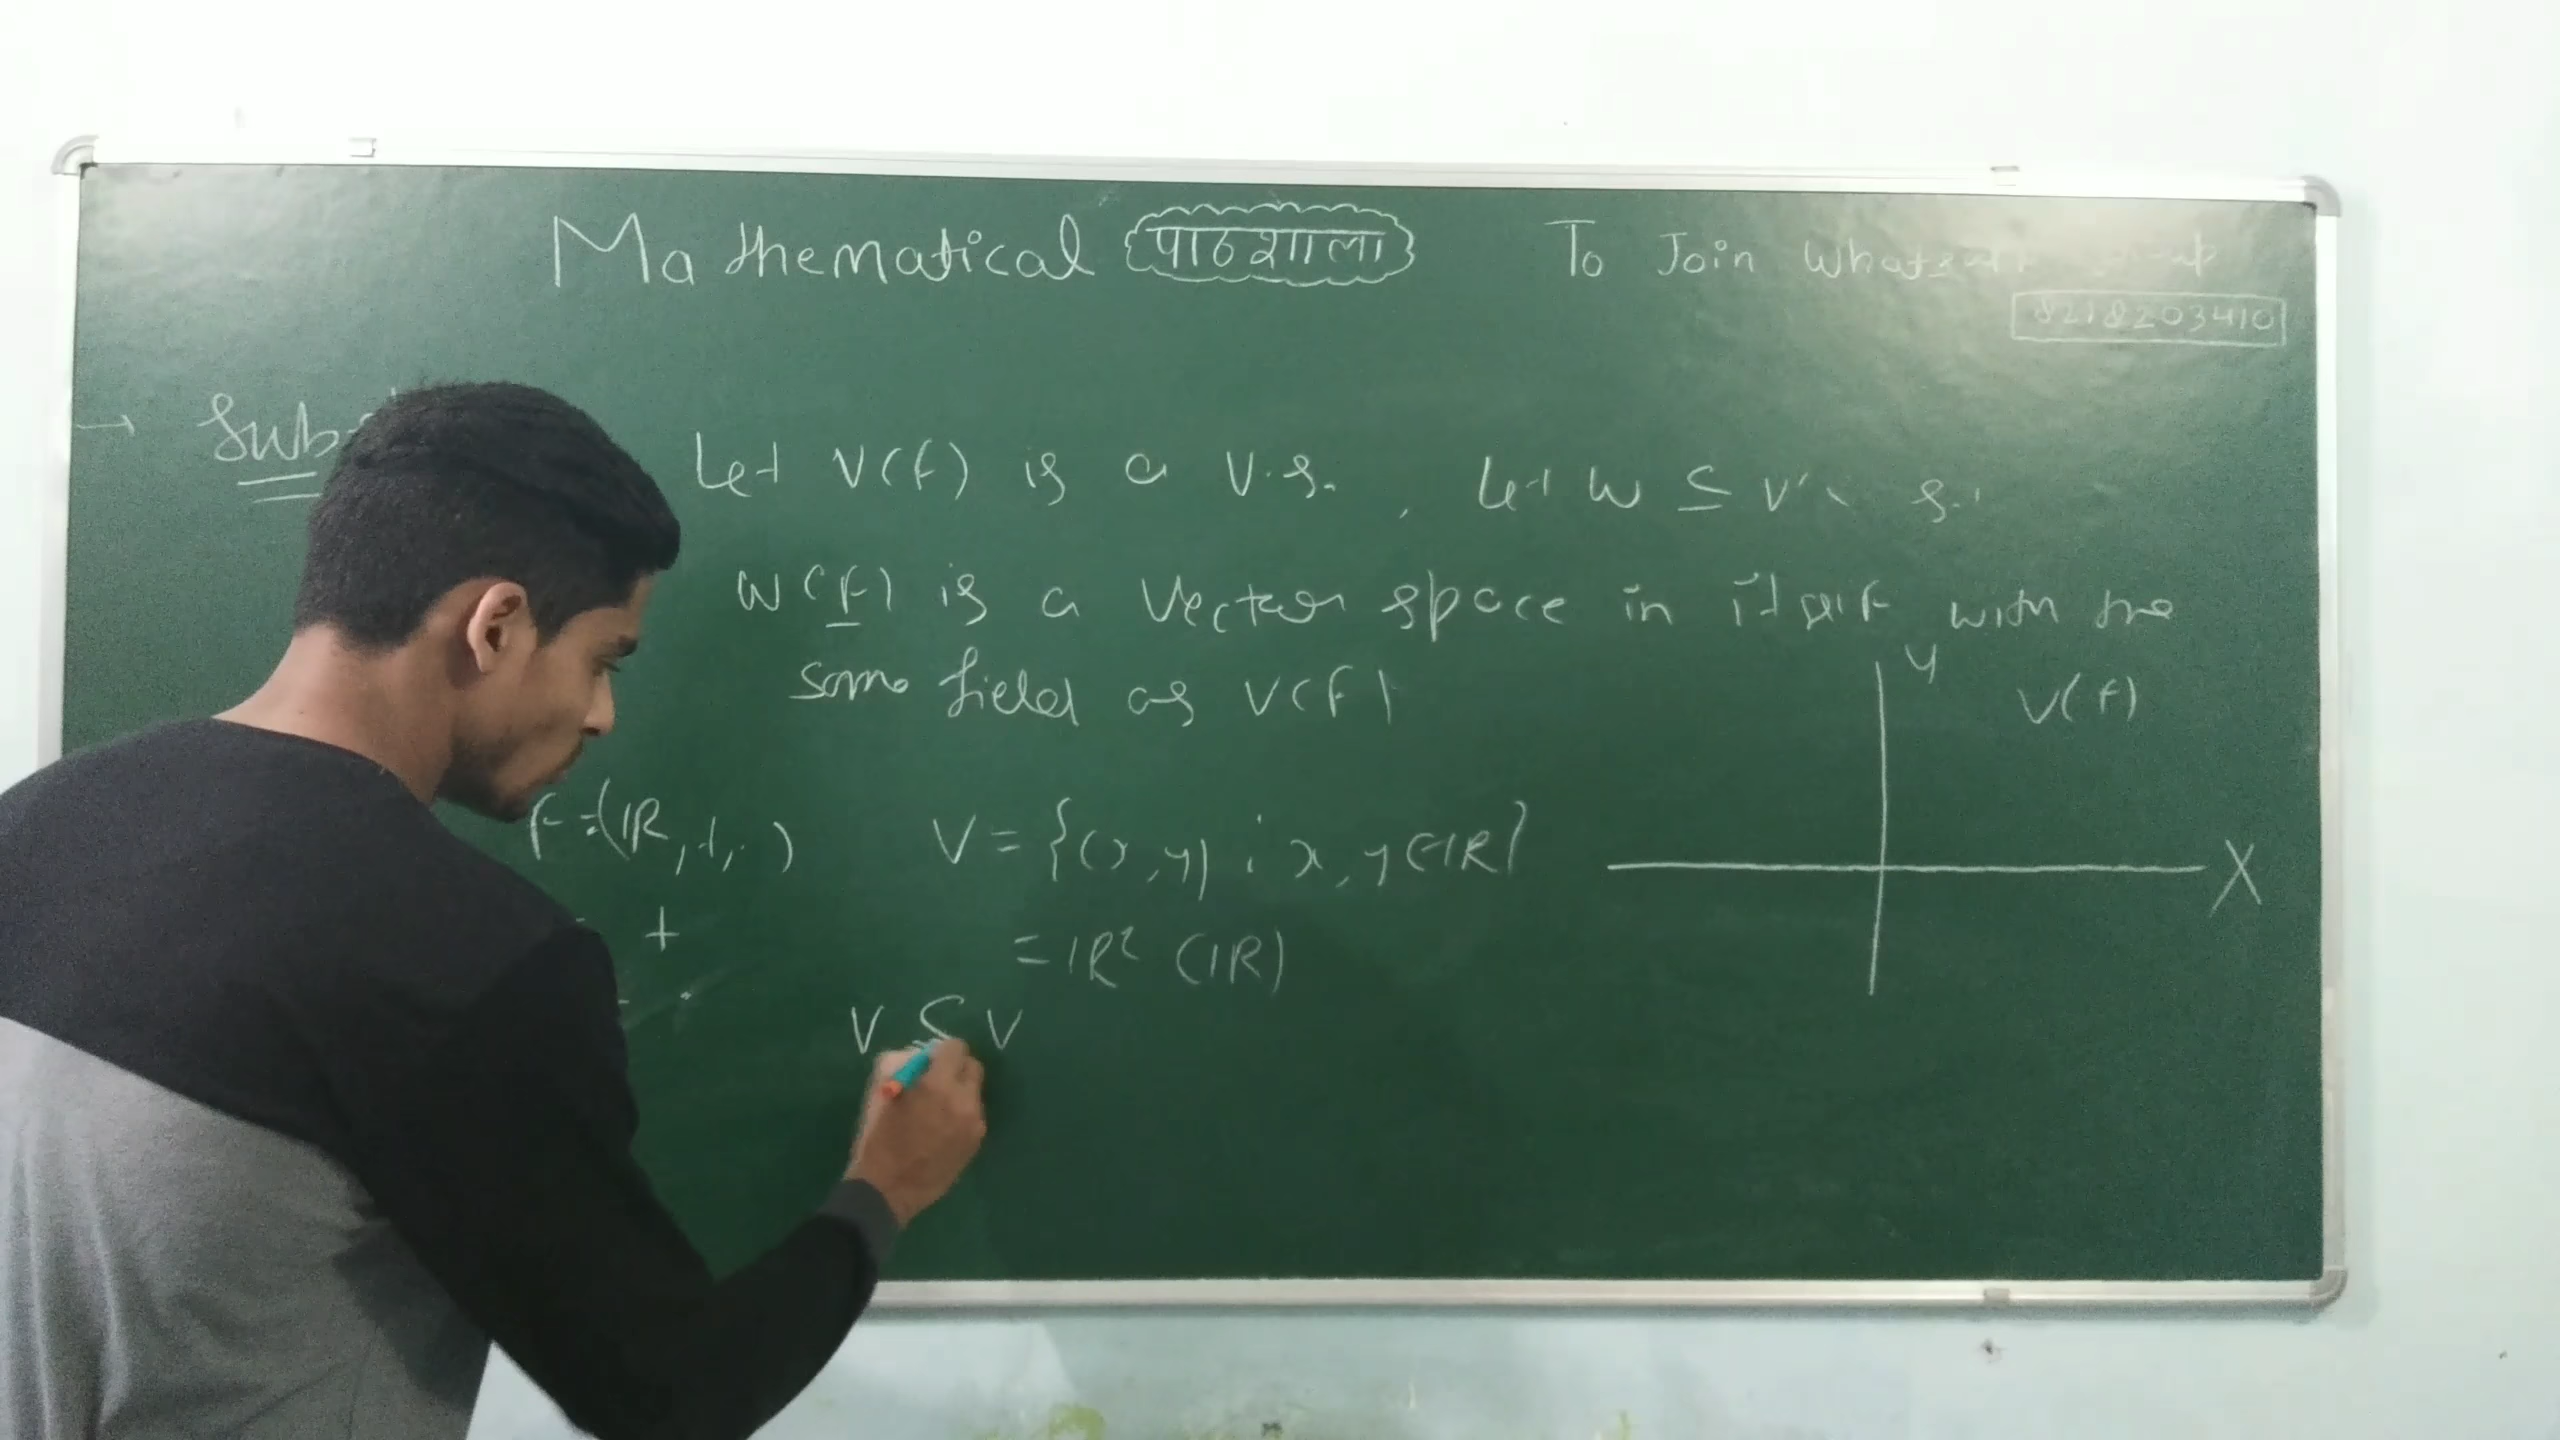 Mathematical पाठशाला To Join Whatsapp group
8218203410
→ Let V(F) is a V.S. , Let W ⊆ V
W(F) is a Vector space in itself with the
same field as V(F)
Y
V(F)
F=(IR,+,·) V = {(x,y) : x,y ∈ IR}
X
+
= IR² (IR)
·
V ⊆ V